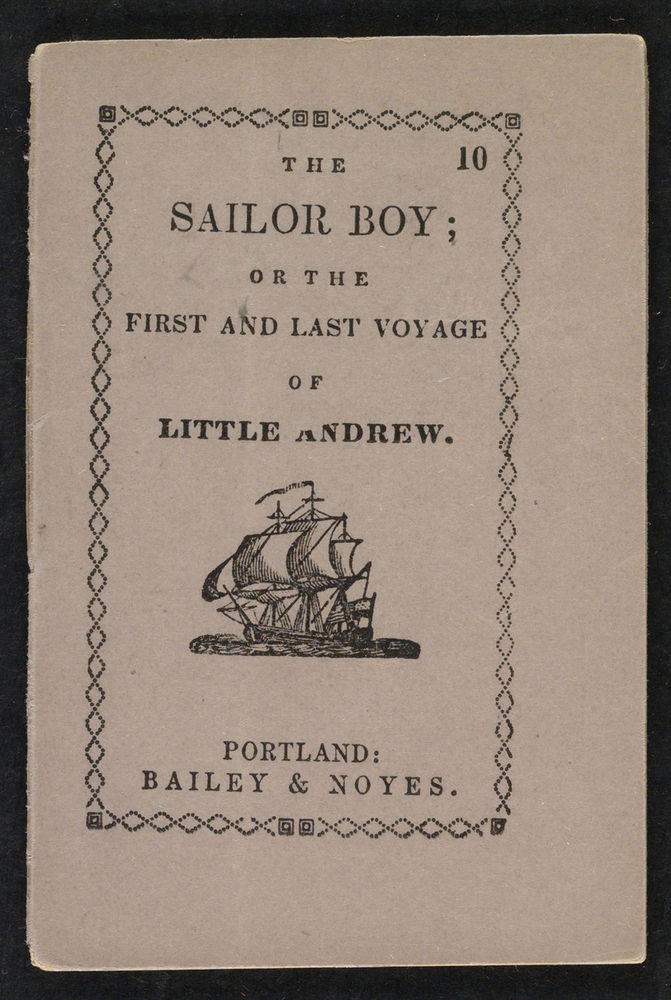 10
THE
SAILOR BOY;
OR THE
FIRST AND LAST VOYAGE
OF
LITTLE ANDREW.
PORTLAND:
BAILEY & NOYES.